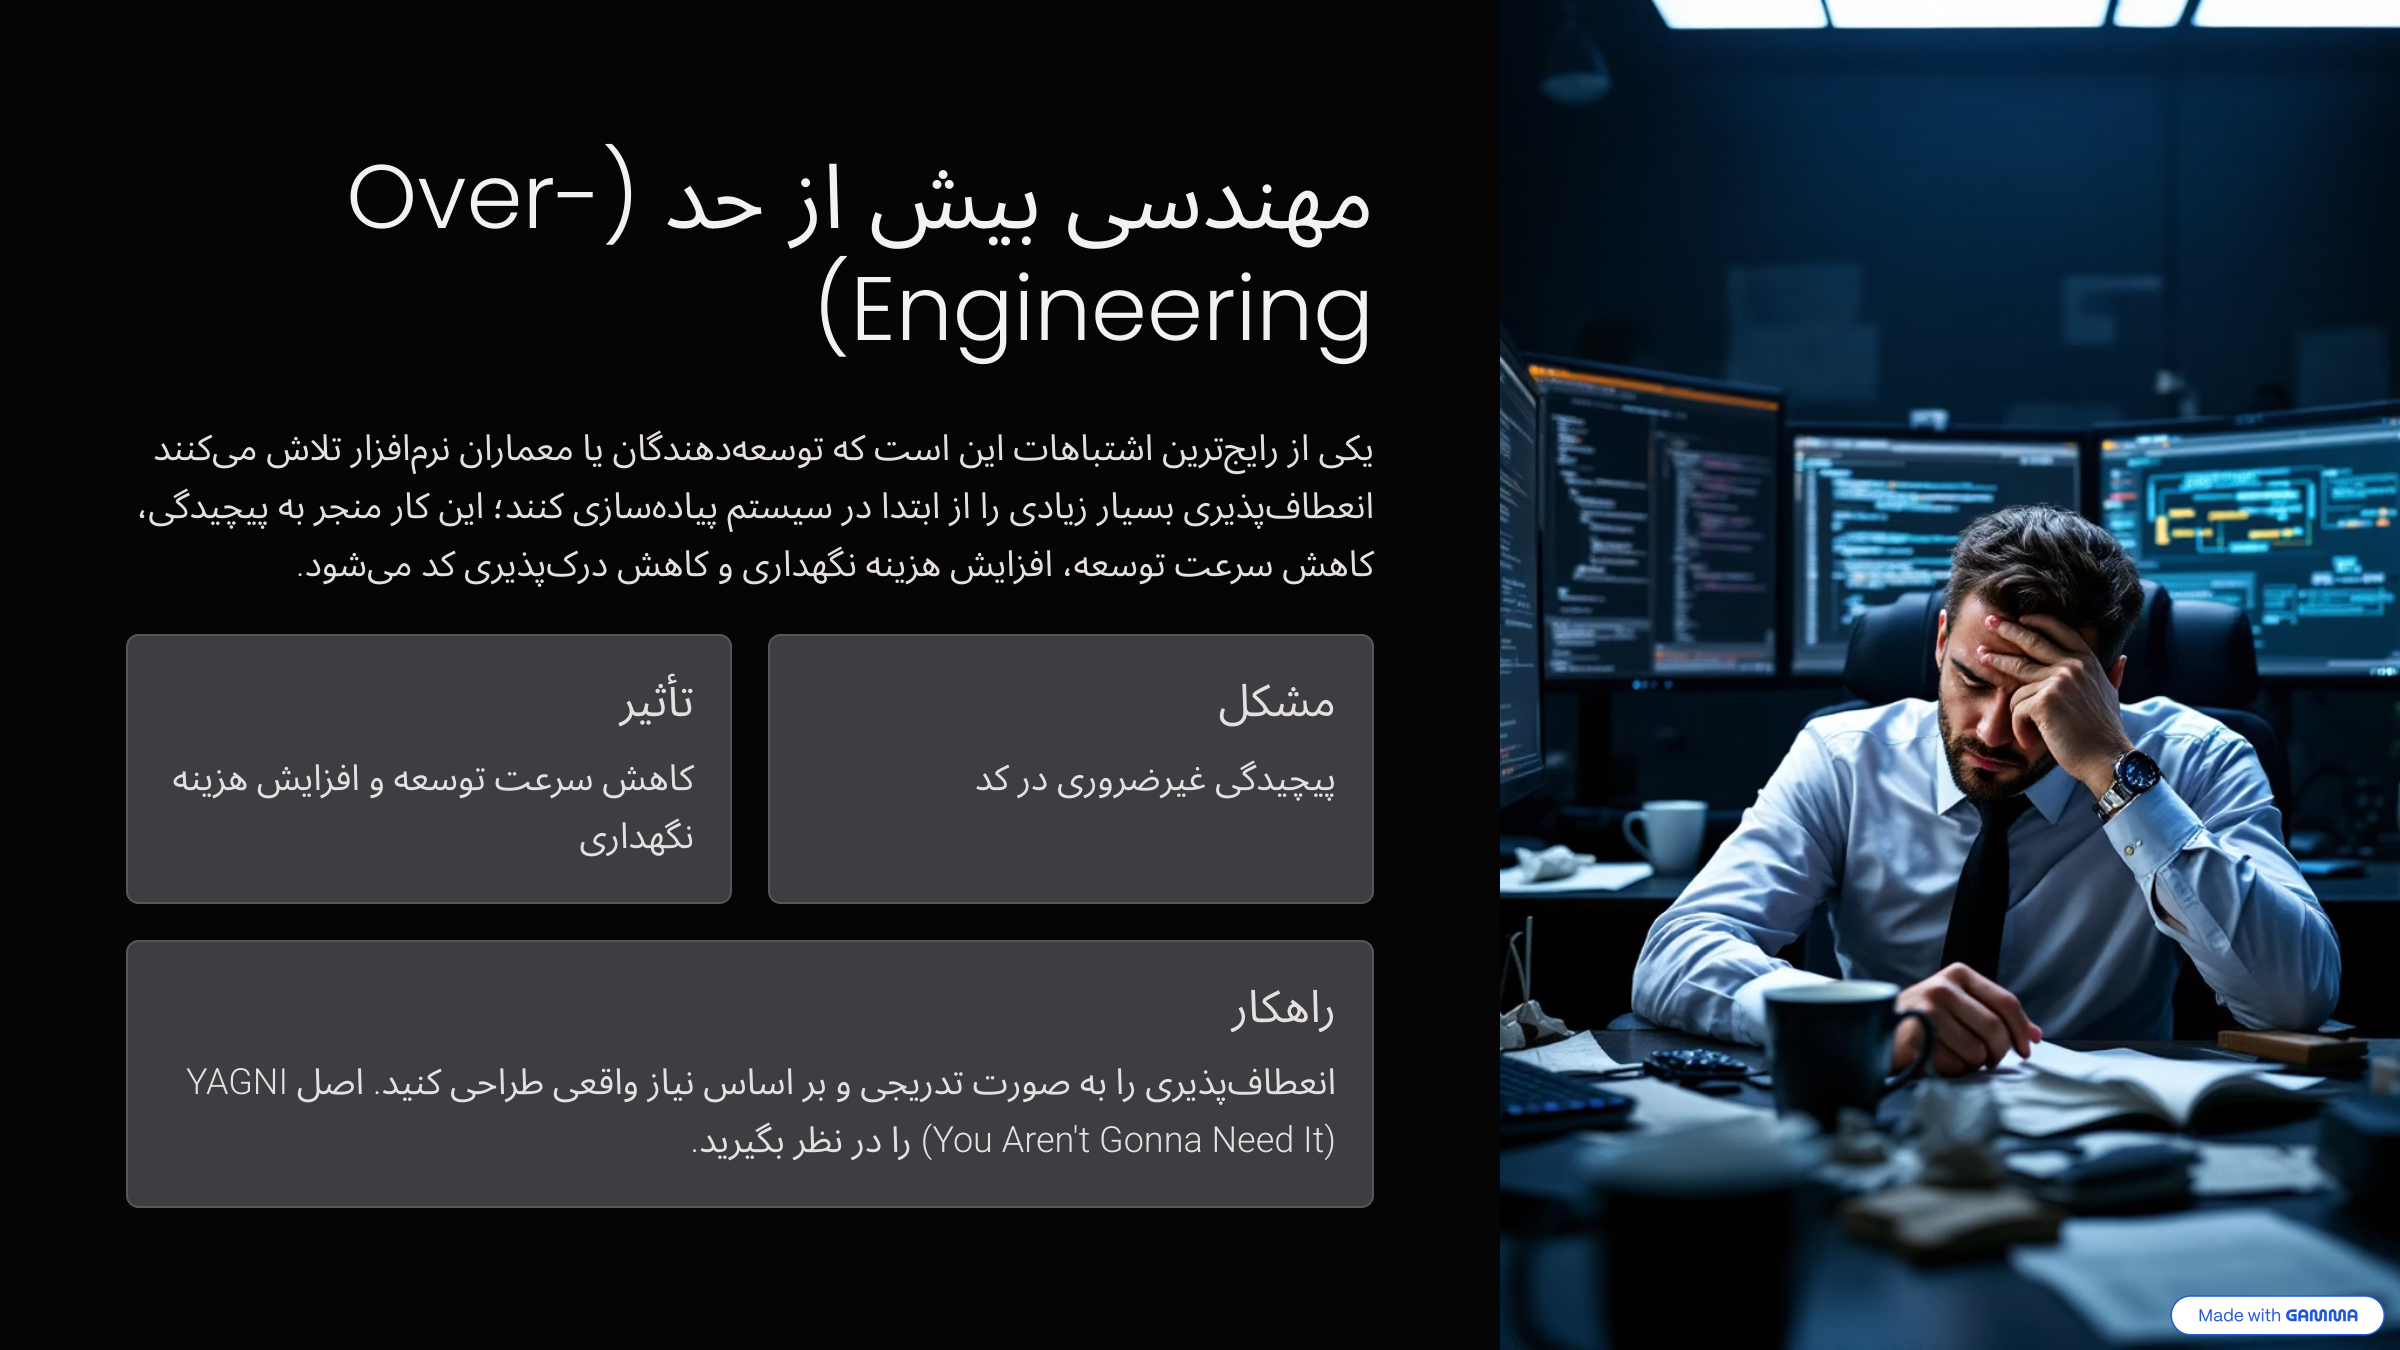 مهندسی بیش از حد (Over-
Engineering)
یکی از رایج‌ترین اشتباهات این است که توسعه‌دهندگان یا معماران نرم‌افزار تلاش می‌کنند
انعطاف‌پذیری بسیار زیادی را از ابتدا در سیستم پیاده‌سازی کنند؛ این کار منجر به پیچیدگی،
کاهش سرعت توسعه، افزایش هزینه نگهداری و کاهش درک‌پذیری کد می‌شود.
مشکل
پیچیدگی غیرضروری در کد
تأثیر
کاهش سرعت توسعه و افزایش هزینه
نگهداری
راهکار
انعطاف‌پذیری را به صورت تدریجی و بر اساس نیاز واقعی طراحی کنید. اصل YAGNI
(You Aren't Gonna Need It) را در نظر بگیرید.
Made with GAMMA